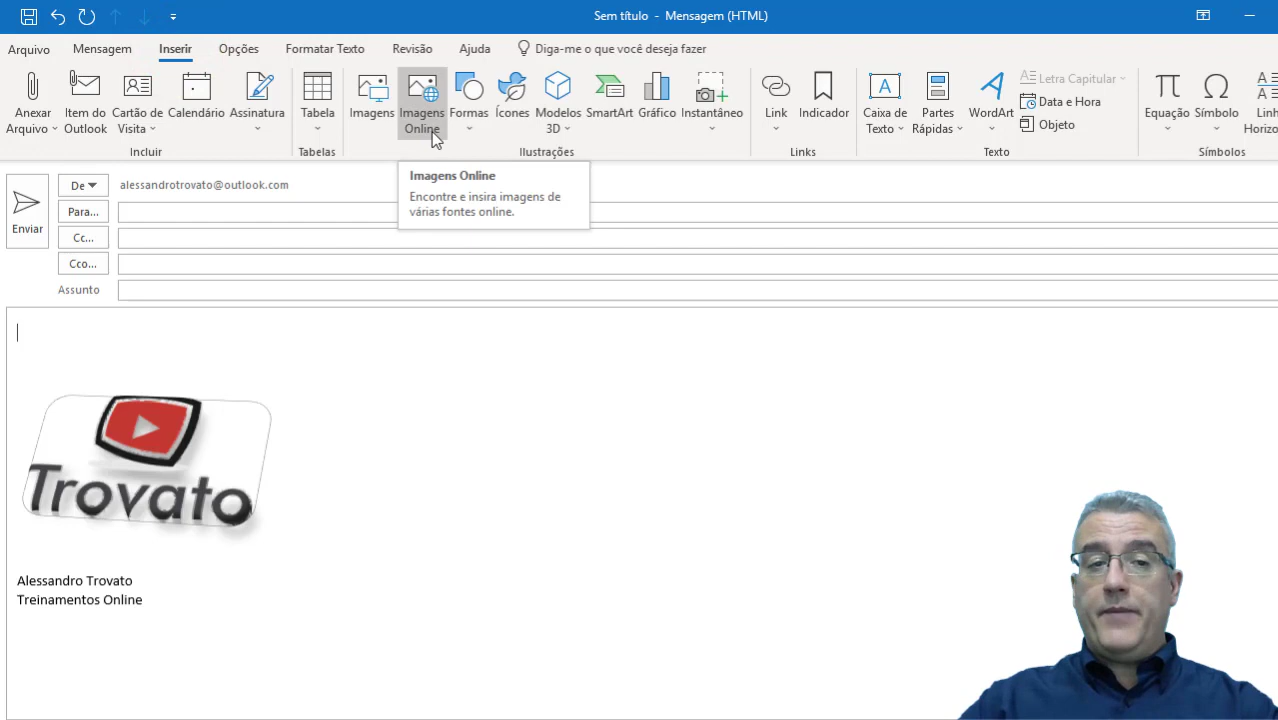 Sem título - Mensagem (HTML)
Arquivo Mensagem Inserir Opções Formatar Texto Revisão Ajuda Diga-me o que você deseja fazer
Anexar Arquivo
Item do Outlook
Cartão de Visita
Calendário
Assinatura
Incluir
Tabela
Tabelas
Imagens
Imagens Online
Formas
Ícones
Modelos 3D
SmartArt
Gráfico
Instantâneo
Ilustrações
Link
Indicador
Links
Caixa de Texto
Partes Rápidas
WordArt
Letra Capitular
Data e Hora
Objeto
Texto
Equação
Símbolo
Símbolos
Imagens Online
Encontre e insira imagens de
várias fontes online.
Enviar
De alessandrotrovato@outlook.com
Para...
Cc...
Cco...
Assunto
Trovato
Alessandro Trovato
Treinamentos Online